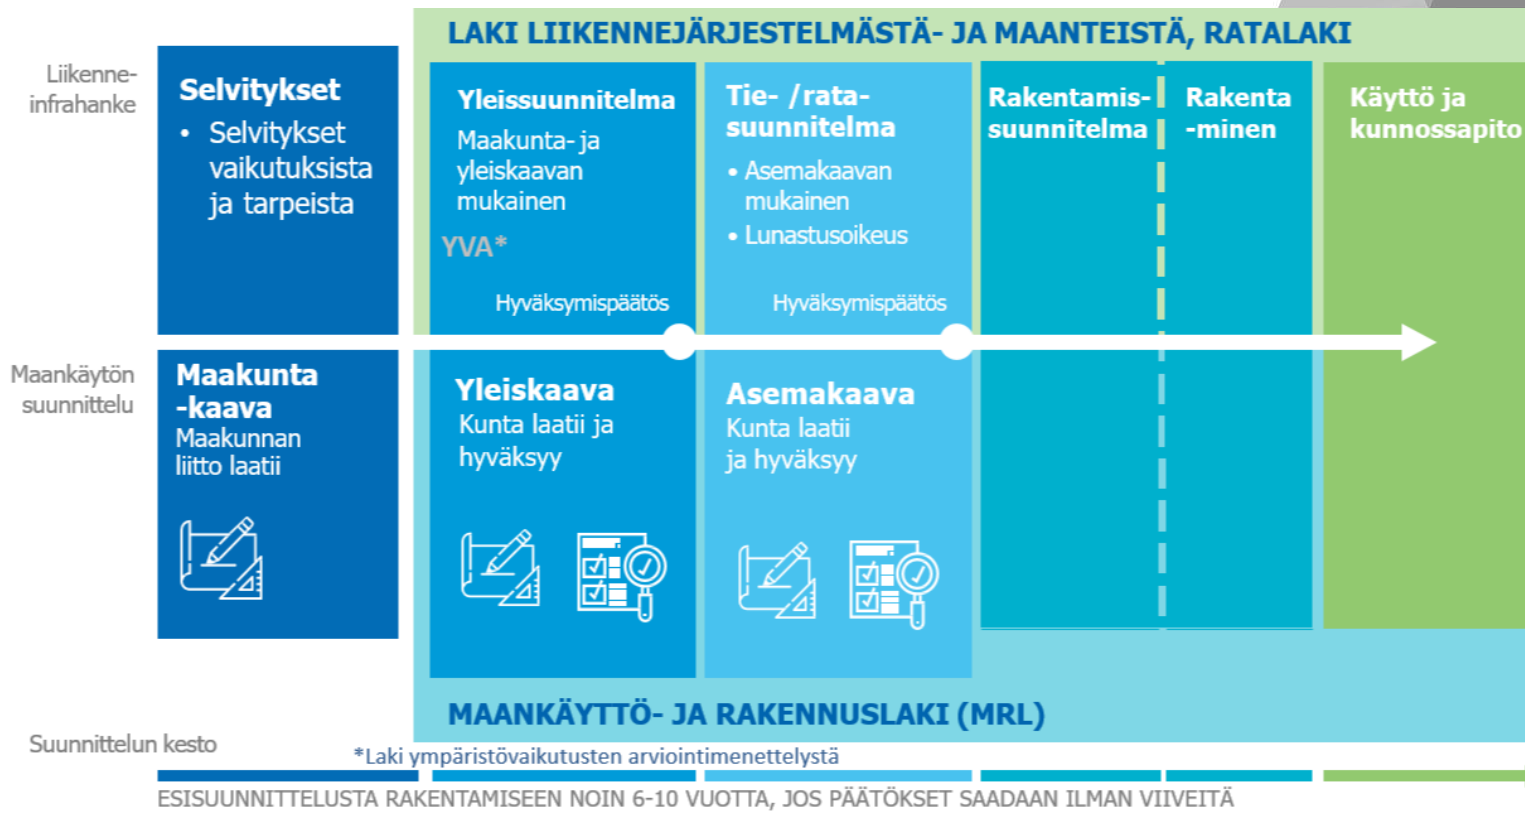 LAKI LIIKENNEJÄRJESTELMÄSTÄ- JA MAANTEISTÄ, RATALAKI
Liikenne-
infrahanke
Selvitykset
• Selvitykset
vaikutuksista
ja tarpeista
Yleissuunnitelma
Maakunta- ja
yleiskaavan
mukainen
YVA*
Hyväksymispäätös
Tie- /rata-
suunnitelma
• Asemakaavan
mukainen
• Lunastusoikeus
Hyväksymispäätös
Rakentamis-
suunnitelma
Rakenta
-minen
Käyttö ja
kunnossapito
Maankäytön
suunnittelu
Maakunta
-kaava
Maakunnan
liitto laatii
Yleiskaava
Kunta laatii ja
hyväksyy
Asemakaava
Kunta laatii
ja hyväksyy
MAANKÄYTTÖ- JA RAKENNUSLAKI (MRL)
Suunnittelun kesto
*Laki ympäristövaikutusten arviointimenettelystä
ESISUUNNITTELUSTA RAKENTAMISEEN NOIN 6-10 VUOTTA, JOS PÄÄTÖKSET SAADAAN ILMAN VIIVEITÄ